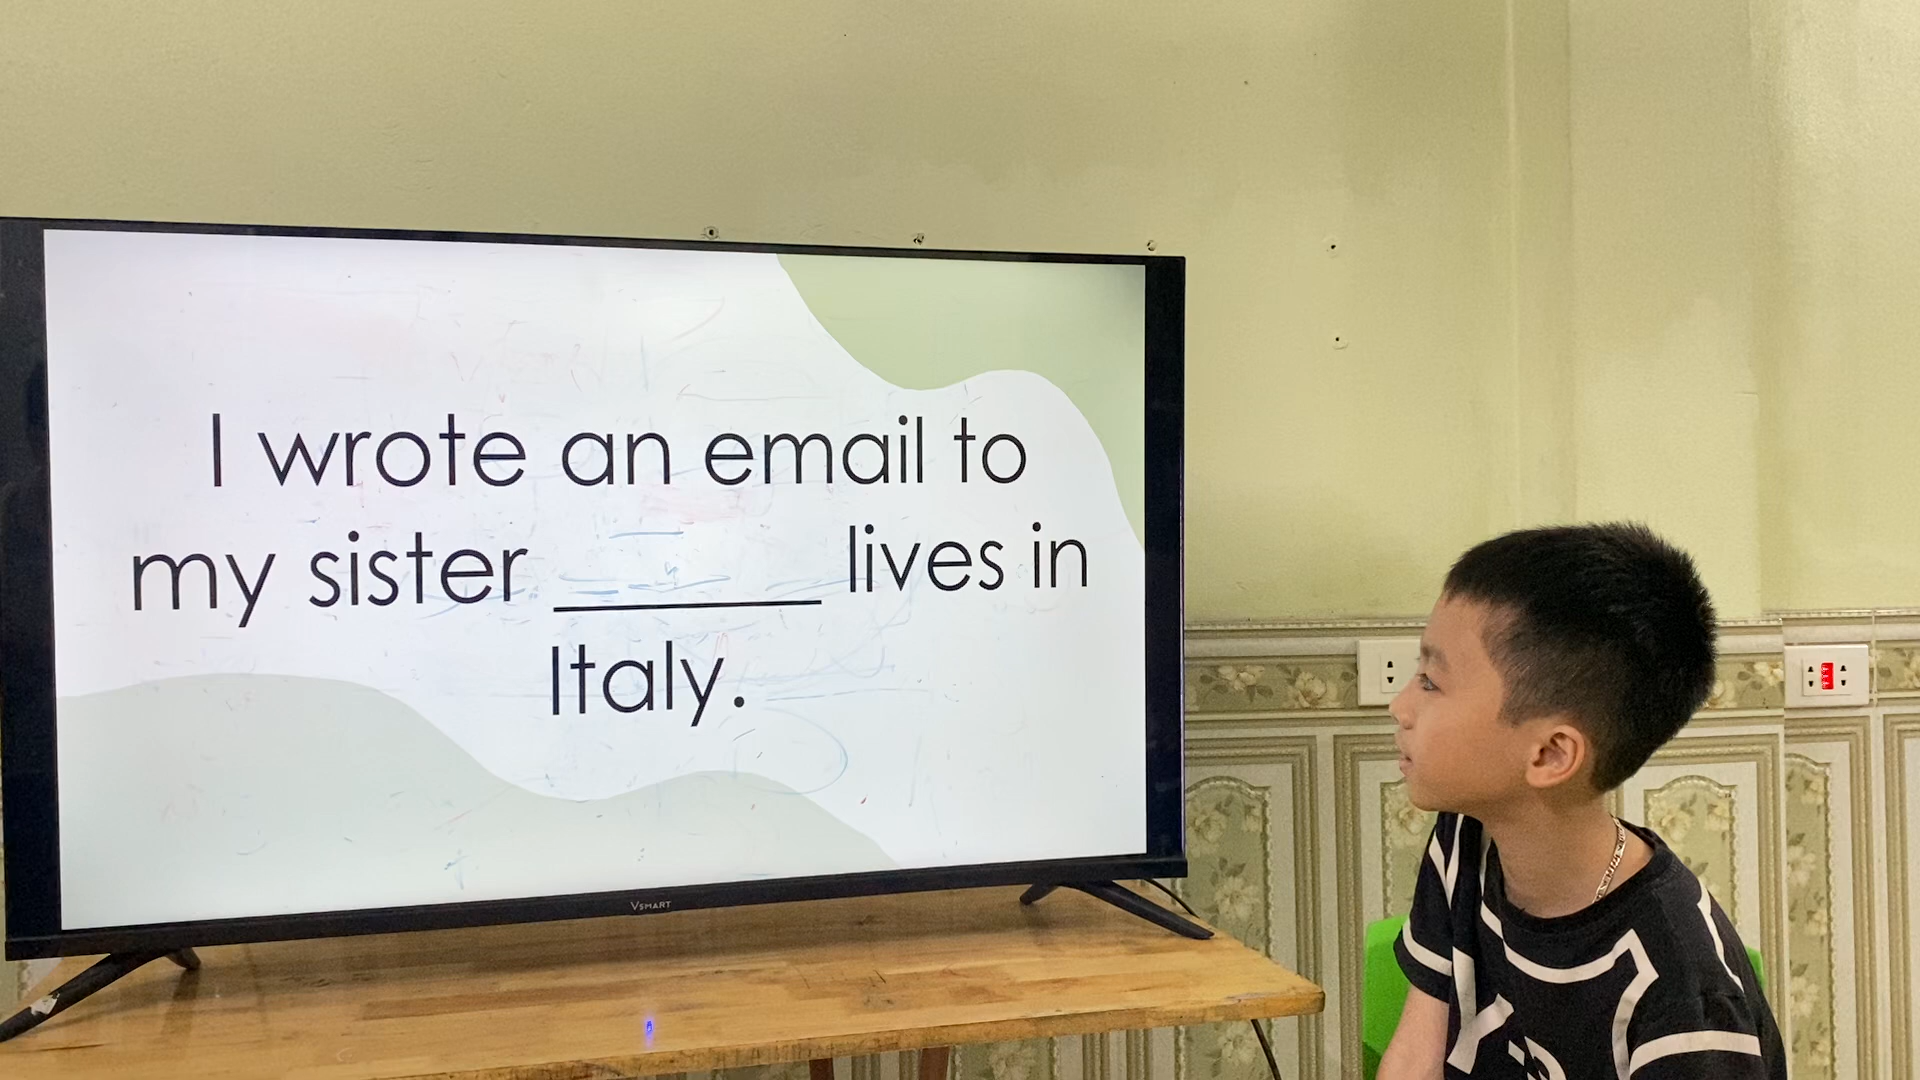 I wrote an email to
my sister ______ lives in
Italy.
VSMART